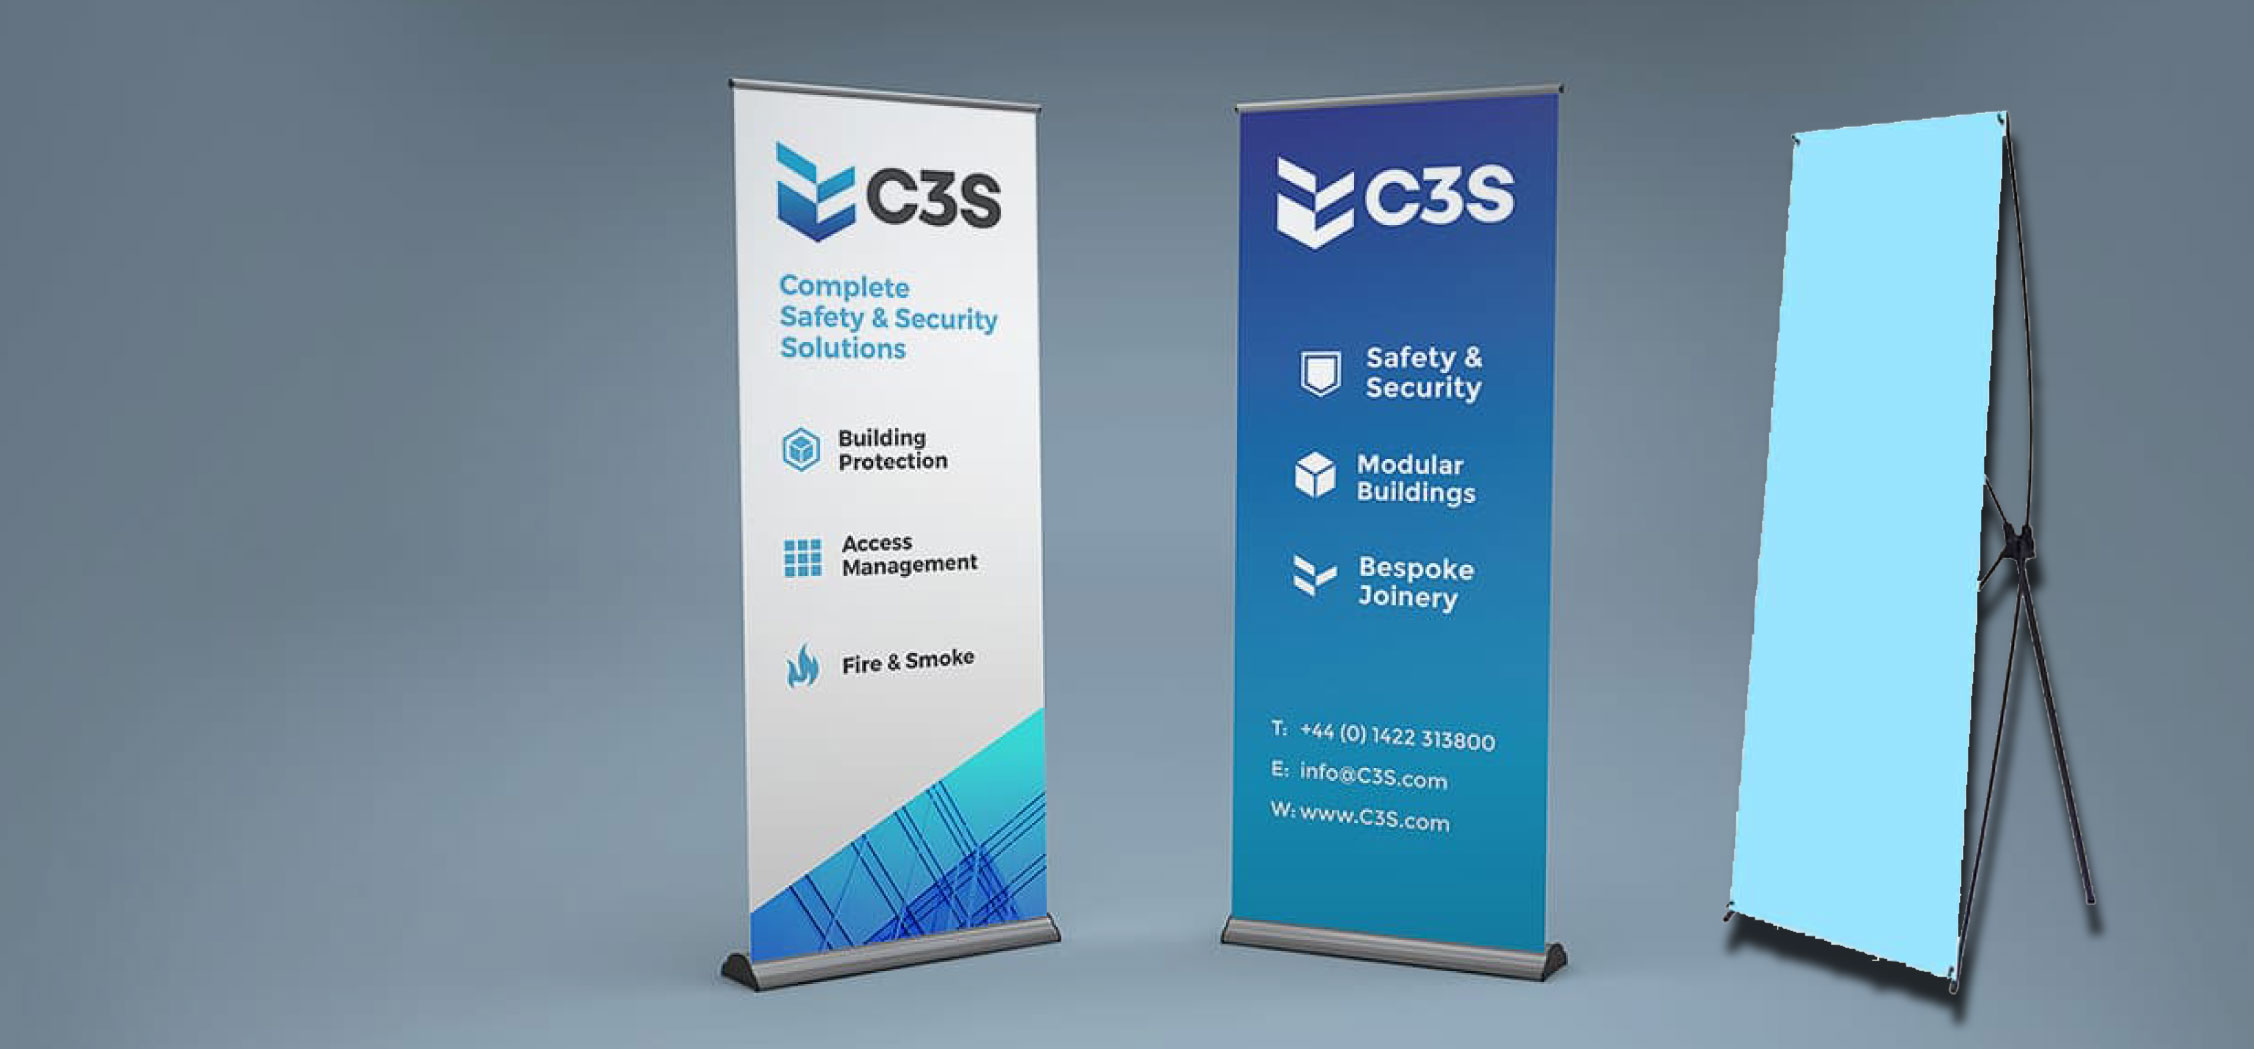 C3S
Complete
Safety & Security
Solutions
Building
Protection
Access
Management
Fire & Smoke
C3S
Safety &
Security
Modular
Buildings
Bespoke
Joinery
T: +44 (0) 1422 313800
E: info@C3S.com
W: www.C3S.com